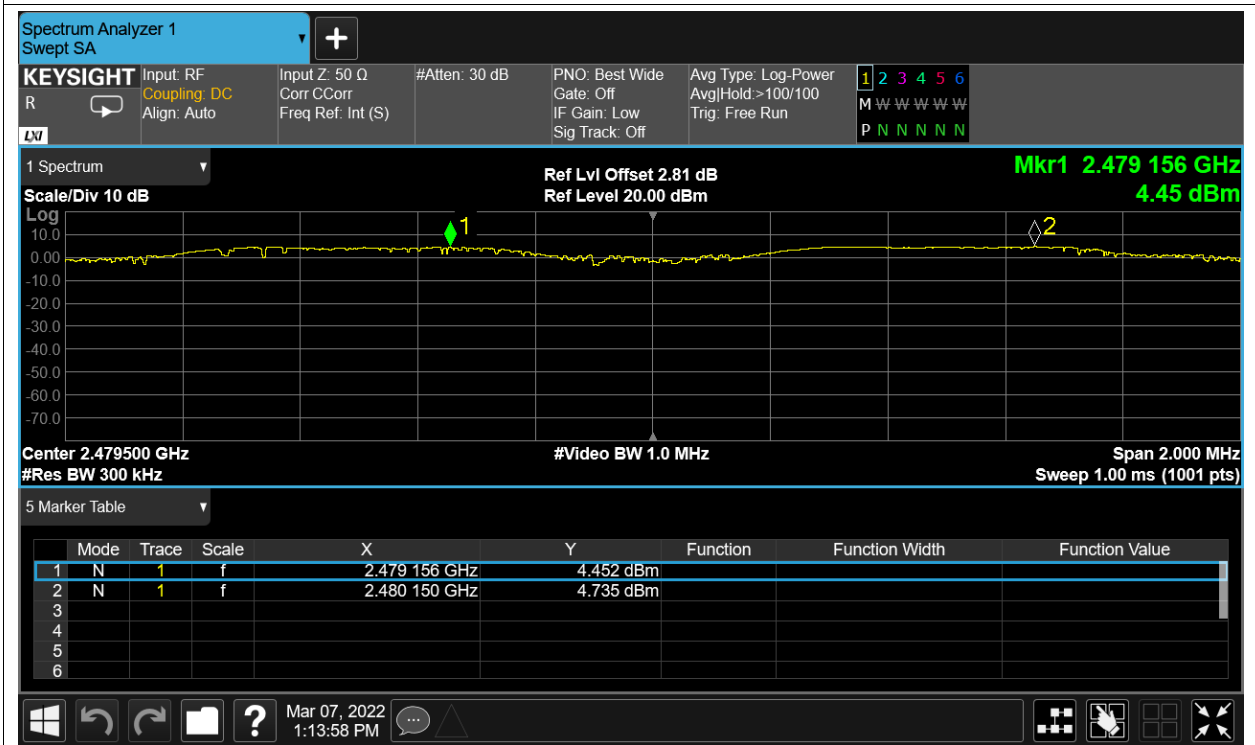 Spectrum Analyzer 1
Swept SA
KEYSIGHT
R
LXI
Input: RF
Coupling: DC
Align: Auto
Input Z: 50 Ω
Corr CCorr
Freq Ref: Int (S)
#Atten: 30 dB
PNO: Best Wide
Gate: Off
IF Gain: Low
Sig Track: Off
Avg Type: Log-Power
Avg|Hold:>100/100
Trig: Free Run
1 2 3 4 5 6
M W W W W W
P N N N N N
1 Spectrum
Scale/Div 10 dB
Ref Lvl Offset 2.81 dB
Ref Level 20.00 dBm
Mkr1 2.479 156 GHz
4.45 dBm
Log
10.0
0.00
-10.0
-20.0
-30.0
-40.0
-50.0
-60.0
-70.0
1
2
Center 2.479500 GHz
#Video BW 1.0 MHz
Span 2.000 MHz
#Res BW 300 kHz
Sweep 1.00 ms (1001 pts)
5 Marker Table
Mode Trace Scale X Y Function Function Width Function Value
1 N 1 f 2.479 156 GHz 4.452 dBm
2 N 1 f 2.480 150 GHz 4.735 dBm
3
4
5
6
?
Mar 07, 2022
1:13:58 PM